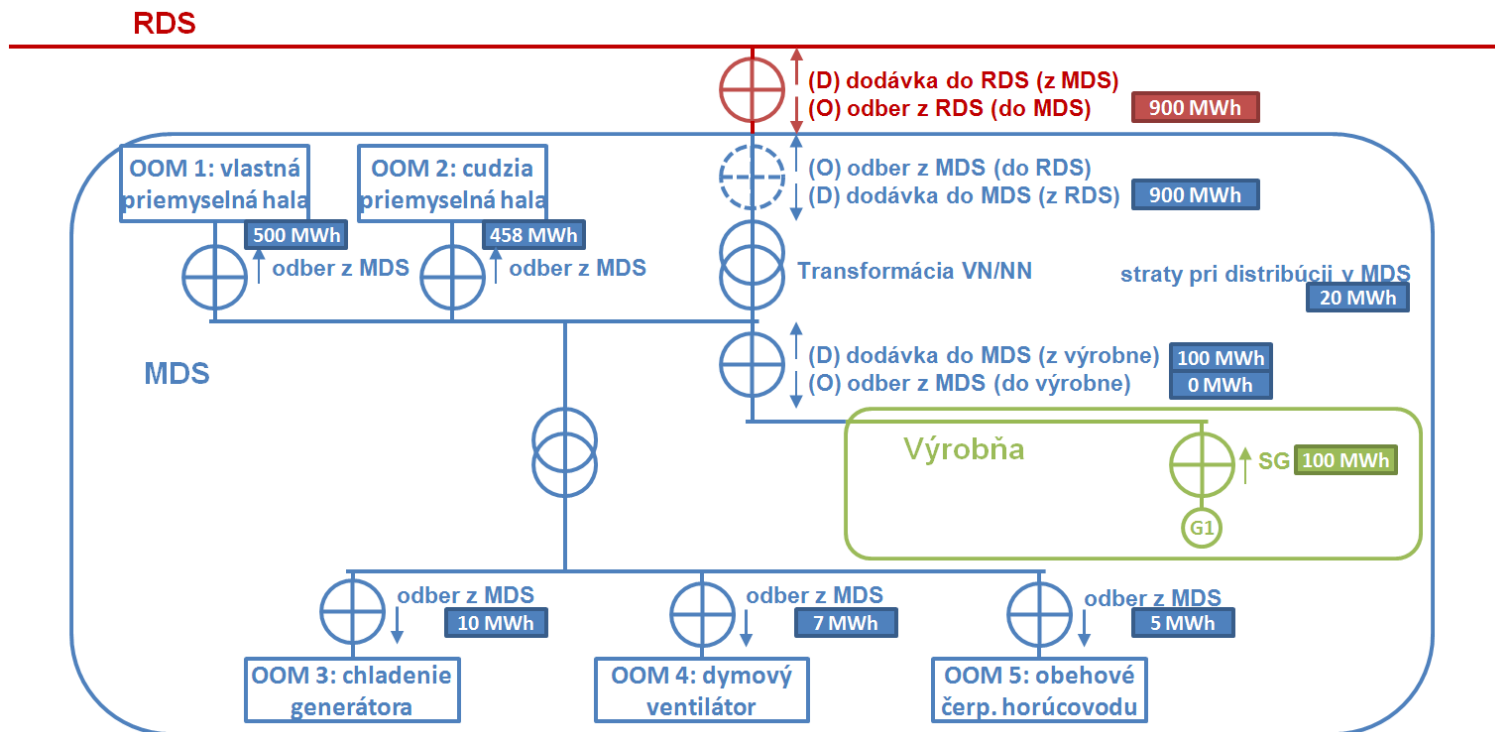 RDS
(D) dodávka do RDS (z MDS)
(O) odber z RDS (do MDS)
900 MWh
OOM 1: vlastná
priemyselná hala
500 MWh
odber z MDS
OOM 2: cudzia
priemyselná hala
458 MWh
odber z MDS
(O) odber z MDS (do RDS)
(D) dodávka do MDS (z RDS)
900 MWh
Transformácia VN/NN
straty pri distribúcii v MDS
20 MWh
MDS
(D) dodávka do MDS (z výrobne)
100 MWh
(O) odber z MDS (do výrobne)
0 MWh
Výrobňa
SG
100 MWh
G1
odber z MDS
10 MWh
OOM 3: chladenie
generátora
odber z MDS
7 MWh
OOM 4: dymový
ventilátor
odber z MDS
5 MWh
OOM 5: obehové
čerp. horúcovodu